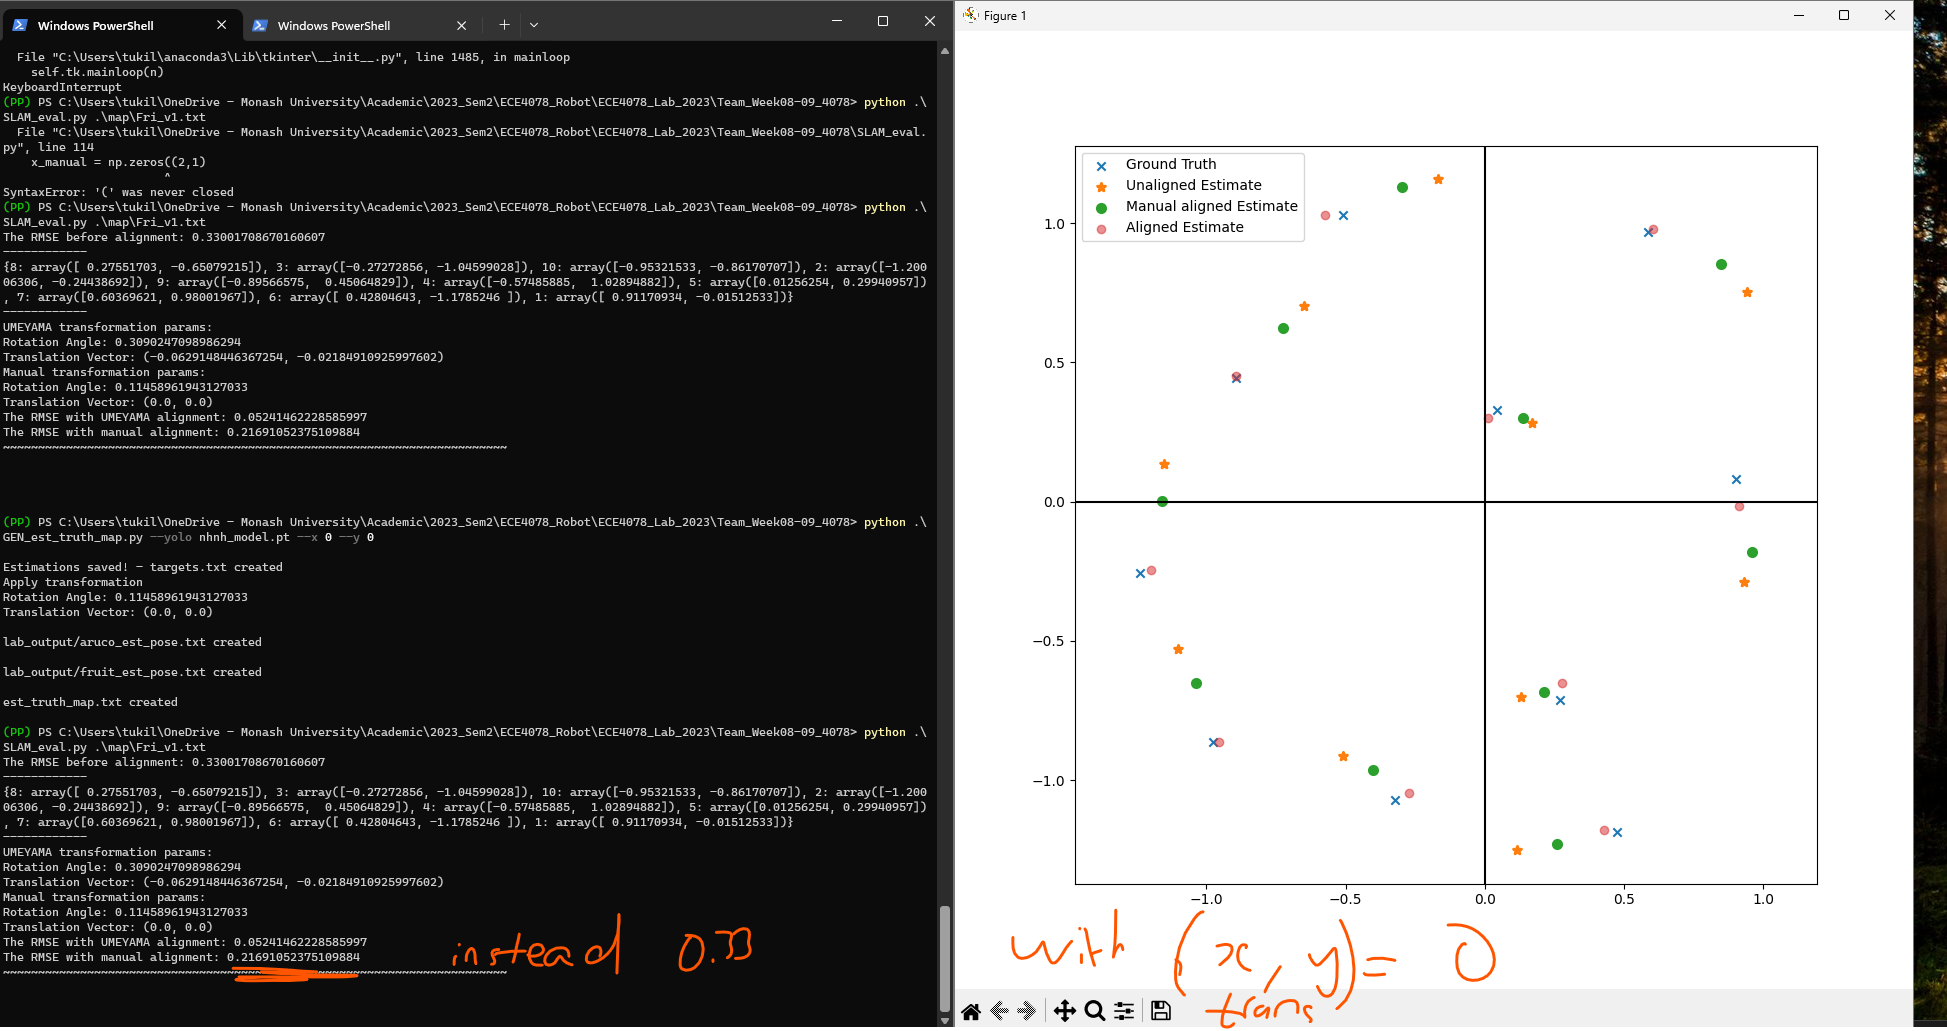 Windows PowerShell
Windows PowerShell
File "C:\Users\tukil\anaconda3\Lib\tkinter\__init__.py", line 1485, in mainloop
self.tk.mainloop(n)
KeyboardInterrupt
(PP) PS C:\Users\tukil\OneDrive - Monash University\Academic\2023_Sem2\ECE4078_Robot\ECE4078_Lab_2023\Team_Week08-09_4078> python .\
SLAM_eval.py .\map\Fri_v1.txt
File "C:\Users\tukil\OneDrive - Monash University\Academic\2023_Sem2\ECE4078_Robot\ECE4078_Lab_2023\Team_Week08-09_4078\SLAM_eval.
py", line 114
x_manual = np.zeros((2,1)
^
SyntaxError: '(' was never closed
(PP) PS C:\Users\tukil\OneDrive - Monash University\Academic\2023_Sem2\ECE4078_Robot\ECE4078_Lab_2023\Team_Week08-09_4078> python .\
SLAM_eval.py .\map\Fri_v1.txt
The RMSE before alignment: 0.33001708670160607
------------
{8: array([ 0.27551703, -0.65079215]), 3: array([-0.27272856, -1.04599028]), 10: array([-0.95321533, -0.86170707]), 2: array([-1.200
06306, -0.24438692]), 9: array([-0.89566575,  0.45064829]), 4: array([-0.57485885,  1.02894882]), 5: array([0.01256254, 0.29940957])
, 7: array([0.60369621, 0.98001967]), 6: array([ 0.42804643, -1.1785246 ]), 1: array([ 0.91170934, -0.01512533])}
------------
UMEYAMA transformation params:
Rotation Angle: 0.3090247098986294
Translation Vector: (-0.0629148446367254, -0.02184910925997602)
Manual transformation params:
Rotation Angle: 0.11458961943127033
Translation Vector: (0.0, 0.0)
The RMSE with UMEYAMA alignment: 0.05241462228585997
The RMSE with manual alignment: 0.21691052375109884
~~~~~~~~~~~~~~~~~~~~~~~~~~~~~~~~~~~~~~~~~~~~~~~~~~~~~~~~~~~~~~~~~~~~~~~~
(PP) PS C:\Users\tukil\OneDrive - Monash University\Academic\2023_Sem2\ECE4078_Robot\ECE4078_Lab_2023\Team_Week08-09_4078> python .\
GEN_est_truth_map.py --yolo nhnh_model.pt --x 0 --y 0
Estimations saved! - targets.txt created
Apply transformation
Rotation Angle: 0.11458961943127033
Translation Vector: (0.0, 0.0)
lab_output/aruco_est_pose.txt created
lab_output/fruit_est_pose.txt created
est_truth_map.txt created
(PP) PS C:\Users\tukil\OneDrive - Monash University\Academic\2023_Sem2\ECE4078_Robot\ECE4078_Lab_2023\Team_Week08-09_4078> python .\
SLAM_eval.py .\map\Fri_v1.txt
The RMSE before alignment: 0.33001708670160607
------------
{8: array([ 0.27551703, -0.65079215]), 3: array([-0.27272856, -1.04599028]), 10: array([-0.95321533, -0.86170707]), 2: array([-1.200
06306, -0.24438692]), 9: array([-0.89566575,  0.45064829]), 4: array([-0.57485885,  1.02894882]), 5: array([0.01256254, 0.29940957])
, 7: array([0.60369621, 0.98001967]), 6: array([ 0.42804643, -1.1785246 ]), 1: array([ 0.91170934, -0.01512533])}
------------
UMEYAMA transformation params:
Rotation Angle: 0.3090247098986294
Translation Vector: (-0.0629148446367254, -0.02184910925997602)
Manual transformation params:
Rotation Angle: 0.11458961943127033
Translation Vector: (0.0, 0.0)
The RMSE with UMEYAMA alignment: 0.05241462228585997
The RMSE with manual alignment: 0.21691052375109884
~~~~~~~~~~~~~~~~~~~~~~~~~~~~~~~~~~~~~~~~~~~~~~~~~~~~~~~~~~~~~~~~~~~~~~~~
instead 0.33
Figure 1
Ground Truth
Unaligned Estimate
Manual aligned Estimate
Aligned Estimate
1.0
0.5
0.0
−0.5
−1.0
−1.0 −0.5 0.0 0.5 1.0
with (x, y) = 0
trans